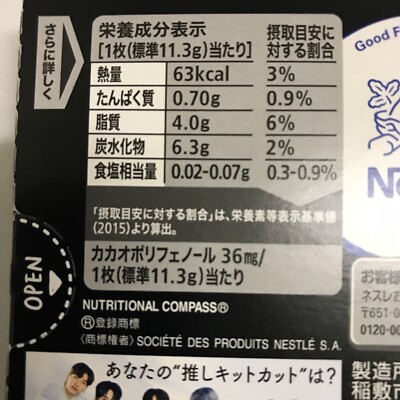 さらに詳しく
栄養成分表示 摂取目安に
[1枚(標準11.3g)当たり] 対する割合
熱量 63kcal 3%
たんぱく質 0.70g 0.9%
脂質 4.0g 6%
炭水化物 6.3g 2%
食塩相当量 0.02-0.07g 0.3-0.9%
「摂取目安に対する割合」は、栄養素等表示基準値
(2015)より算出。
カカオポリフェノール 36mg/
1枚(標準11.3g)当たり
NUTRITIONAL COMPASS®
®登録商標
〈商標権者〉 SOCIÉTÉ DES PRODUITS NESTLÉ S.A.
OPEN
あなたの"推しキットカット"は?
Good F
N
お客様
ネスレお
〒651-0
0120-00
製造所
稲敷市